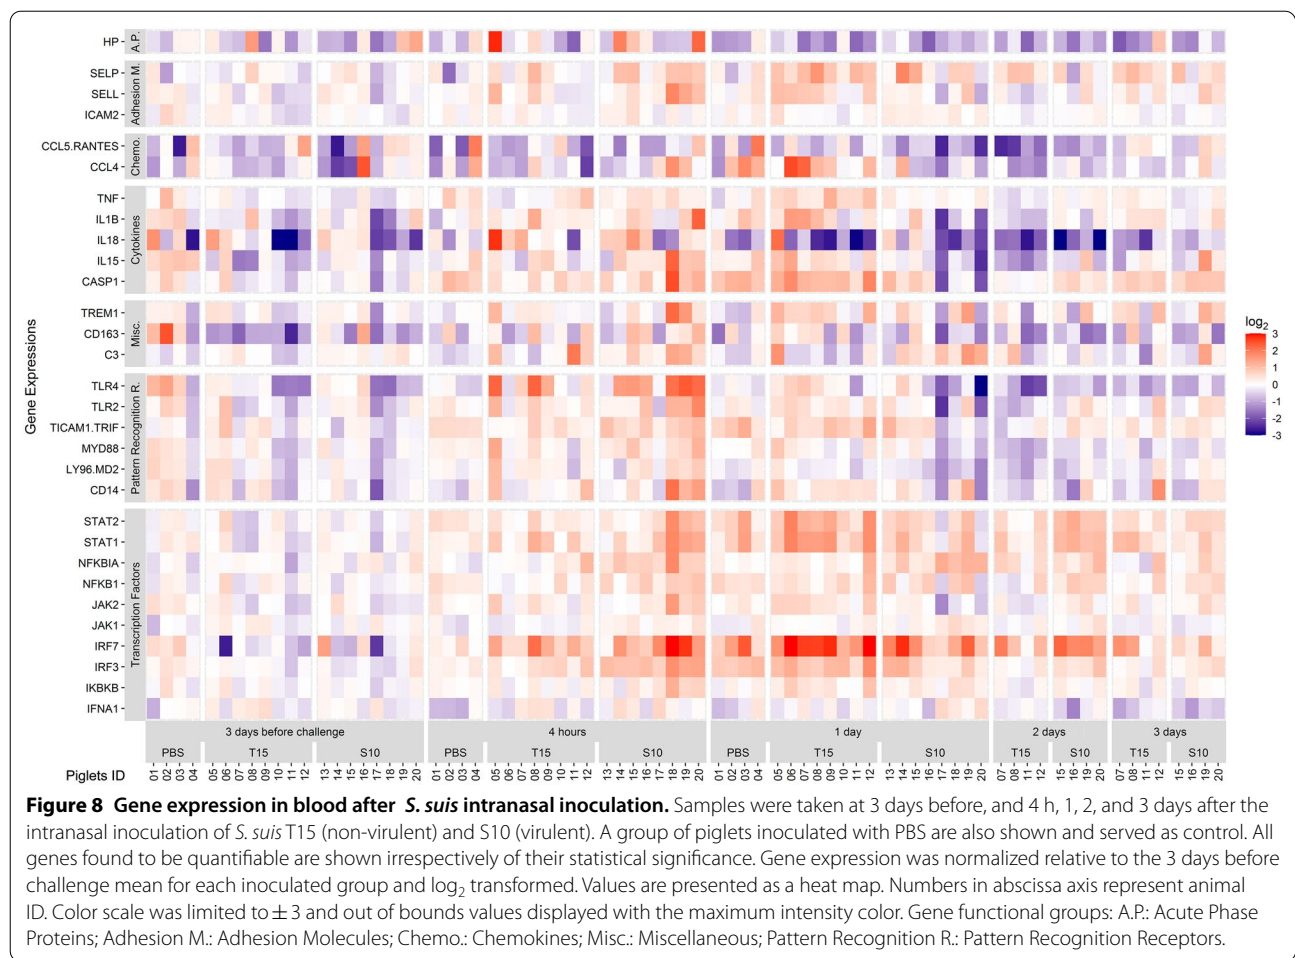 HP
A.P.
SELP
SELL
ICAM2
Adhesion M.
CCL5.RANTES
CCL4
Chemo.
TNF
IL1B
IL18
IL15
CASP1
Cytokines
TREM1
CD163
C3
Misc.
TLR4
TLR2
TICAM1.TRIF
MYD88
LY96.MD2
CD14
Pattern Recognition R.
STAT2
STAT1
NFKBIA
NFKB1
JAK2
JAK1
IRF7
IRF3
IKBKB
IFNA1
Transcription Factors
Gene Expressions
log2
3
2
1
0
-1
-2
-3
3 days before challenge 4 hours 1 day 2 days 3 days
PBS T15 S10 PBS T15 S10 PBS T15 S10 T15 S10 T15 S10
Piglets ID 01 02 03 04 05 06 07 08 09 10 11 12 13 14 15 16 17 18 19 20 01 02 03 04 05 06 07 08 09 10 11 12 13 14 15 16 17 18 19 20 01 02 03 04 05 06 07 08 09 10 11 12 13 14 15 16 17 18 19 20 07 08 11 12 15 16 19 20 07 08 11 12 15 16 19 20
Figure 8 Gene expression in blood after S. suis intranasal inoculation. Samples were taken at 3 days before, and 4 h, 1, 2, and 3 days after the
intranasal inoculation of S. suis T15 (non-virulent) and S10 (virulent). A group of piglets inoculated with PBS are also shown and served as control. All
genes found to be quantifiable are shown irrespectively of their statistical significance. Gene expression was normalized relative to the 3 days before
challenge mean for each inoculated group and log2 transformed. Values are presented as a heat map. Numbers in abscissa axis represent animal
ID. Color scale was limited to ± 3 and out of bounds values displayed with the maximum intensity color. Gene functional groups: A.P.: Acute Phase
Proteins; Adhesion M.: Adhesion Molecules; Chemo.: Chemokines; Misc.: Miscellaneous; Pattern Recognition R.: Pattern Recognition Receptors.